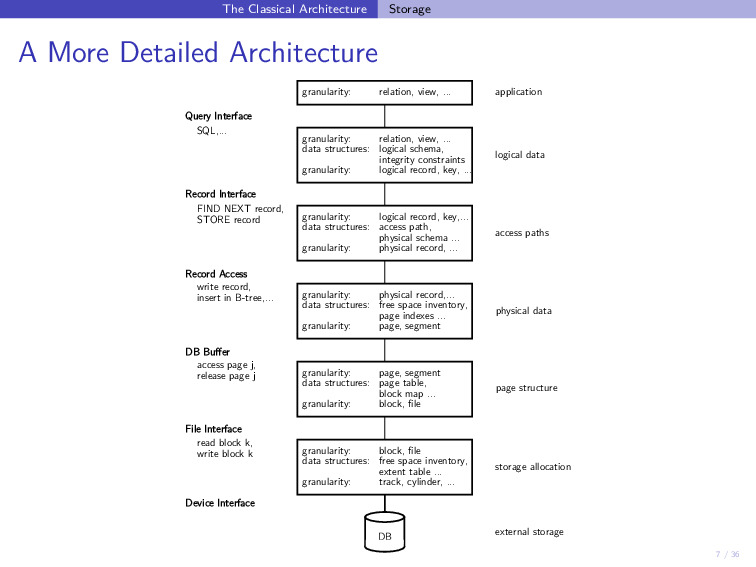 The Classical Architecture Storage
A More Detailed Architecture
granularity: relation, view, ... application
Query Interface
SQL,...
granularity: relation, view, ...
data structures: logical schema,
integrity constraints
granularity: logical record, key, ...
logical data
Record Interface
FIND NEXT record,
STORE record
granularity: logical record, key,...
data structures: access path,
physical schema ...
granularity: physical record, ...
access paths
Record Access
write record,
insert in B-tree,...
granularity: physical record,...
data structures: free space inventory,
page indexes ...
granularity: page, segment
physical data
DB Buffer
access page j,
release page j
granularity: page, segment
data structures: page table,
block map ...
granularity: block, file
page structure
File Interface
read block k,
write block k
granularity: block, file
data structures: free space inventory,
extent table ...
granularity: track, cylinder, ...
storage allocation
Device Interface
DB
external storage
7 / 36